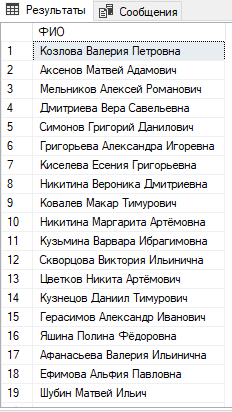 Результаты Сообщения
ФИО
1 Козлова Валерия Петровна
2 Аксенов Матвей Адамович
3 Мельников Алексей Романович
4 Дмитриева Вера Савельевна
5 Симонов Григорий Данилович
6 Григорьева Александра Игоревна
7 Киселева Есения Григорьевна
8 Никитина Вероника Дмитриевна
9 Ковалев Макар Тимурович
10 Никитина Маргарита Артёмовна
11 Кузьмина Варвара Ибрагимовна
12 Скворцова Виктория Ильинична
13 Цветков Никита Артёмович
14 Кузнецов Даниил Тимурович
15 Герасимов Александр Иванович
16 Яшина Полина Фёдоровна
17 Афанасьева Валерия Ильинична
18 Ефимова Альфия Павловна
19 Шубин Матвей Ильич